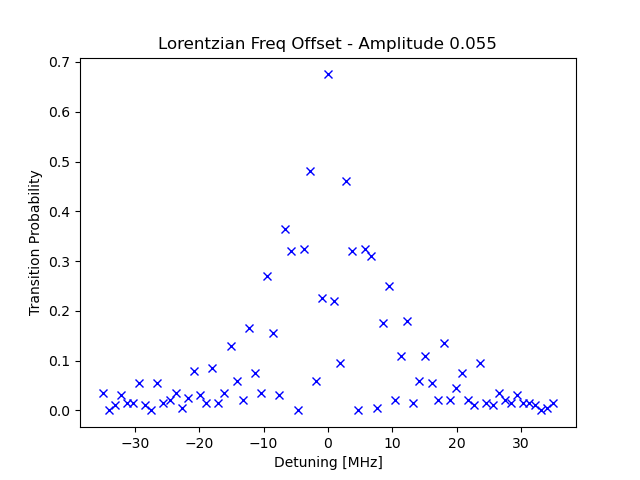 Lorentzian Freq Offset - Amplitude 0.055
0.7
0.6
0.5
0.4
0.3
0.2
0.1
0.0
Transition Probability
−30 −20 −10 0 10 20 30
Detuning [MHz]